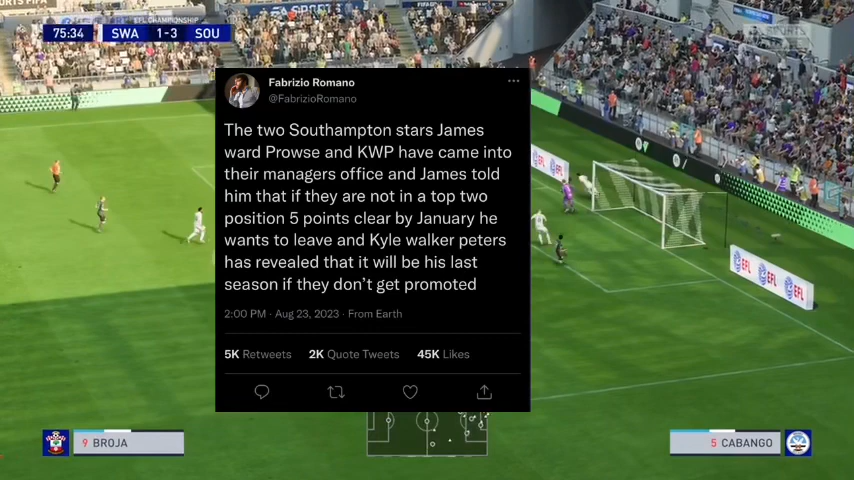 EFL CHAMPIONSHIP
75:34 SWA 1-3 SOU
Fabrizio Romano
@FabrizioRomano
The two Southampton stars James
ward Prowse and KWP have came into
their managers office and James told
him that if they are not in a top two
position 5 points clear by January he
wants to leave and Kyle walker peters
has revealed that it will be his last
season if they don't get promoted
2:00 PM · Aug 23, 2023 · From Earth
5K Retweets 2K Quote Tweets 45K Likes
EFL
EFL EFL EFL
9 BROJA
5 CABANGO